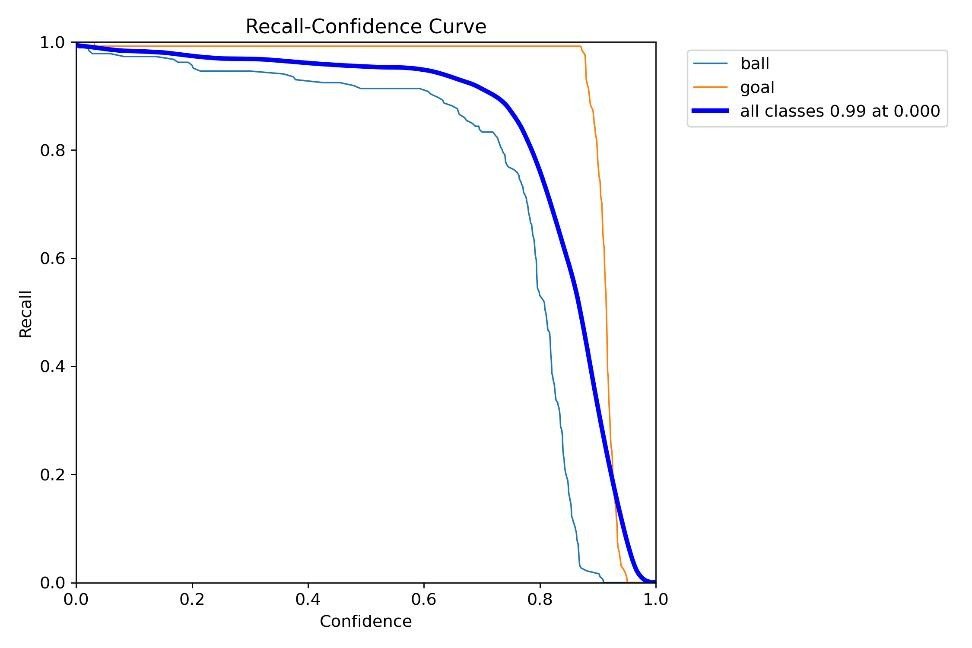 Recall-Confidence Curve
1.0
0.8
0.6
0.4
0.2
0.0
Recall
0.0 0.2 0.4 0.6 0.8 1.0
Confidence
ball
goal
all classes 0.99 at 0.000